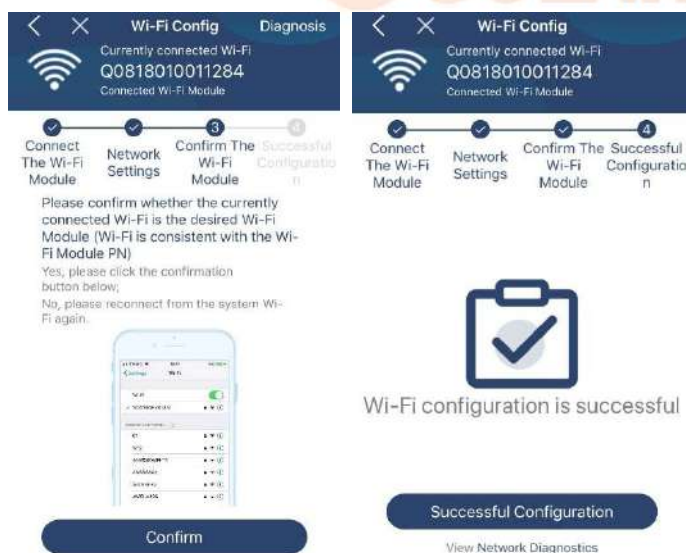 Wi-Fi Config Diagnosis
Currently connected Wi-Fi
Q0818010011284
Connected Wi-Fi Module
3
4
Connect
The Wi-Fi
Module
Network
Settings
Confirm The
Wi-Fi
Module
Successful
Configuratio
n
Please confirm whether the currently
connected Wi-Fi is the desired Wi-
Fi Module (Wi-Fi is consistent with the Wi-
Fi Module PN)
Yes, please click the confirmation
button below;
No, please reconnect from the system Wi-
Fi again.
Confirm
Wi-Fi Config
Currently connected Wi-Fi
Q0818010011284
Connected Wi-Fi Module
4
Connect
The Wi-Fi
Module
Network
Settings
Confirm The
Wi-Fi
Module
Successful
Configuratio
n
Wi-Fi configuration is successful
Successful Configuration
View Network Diagnostics